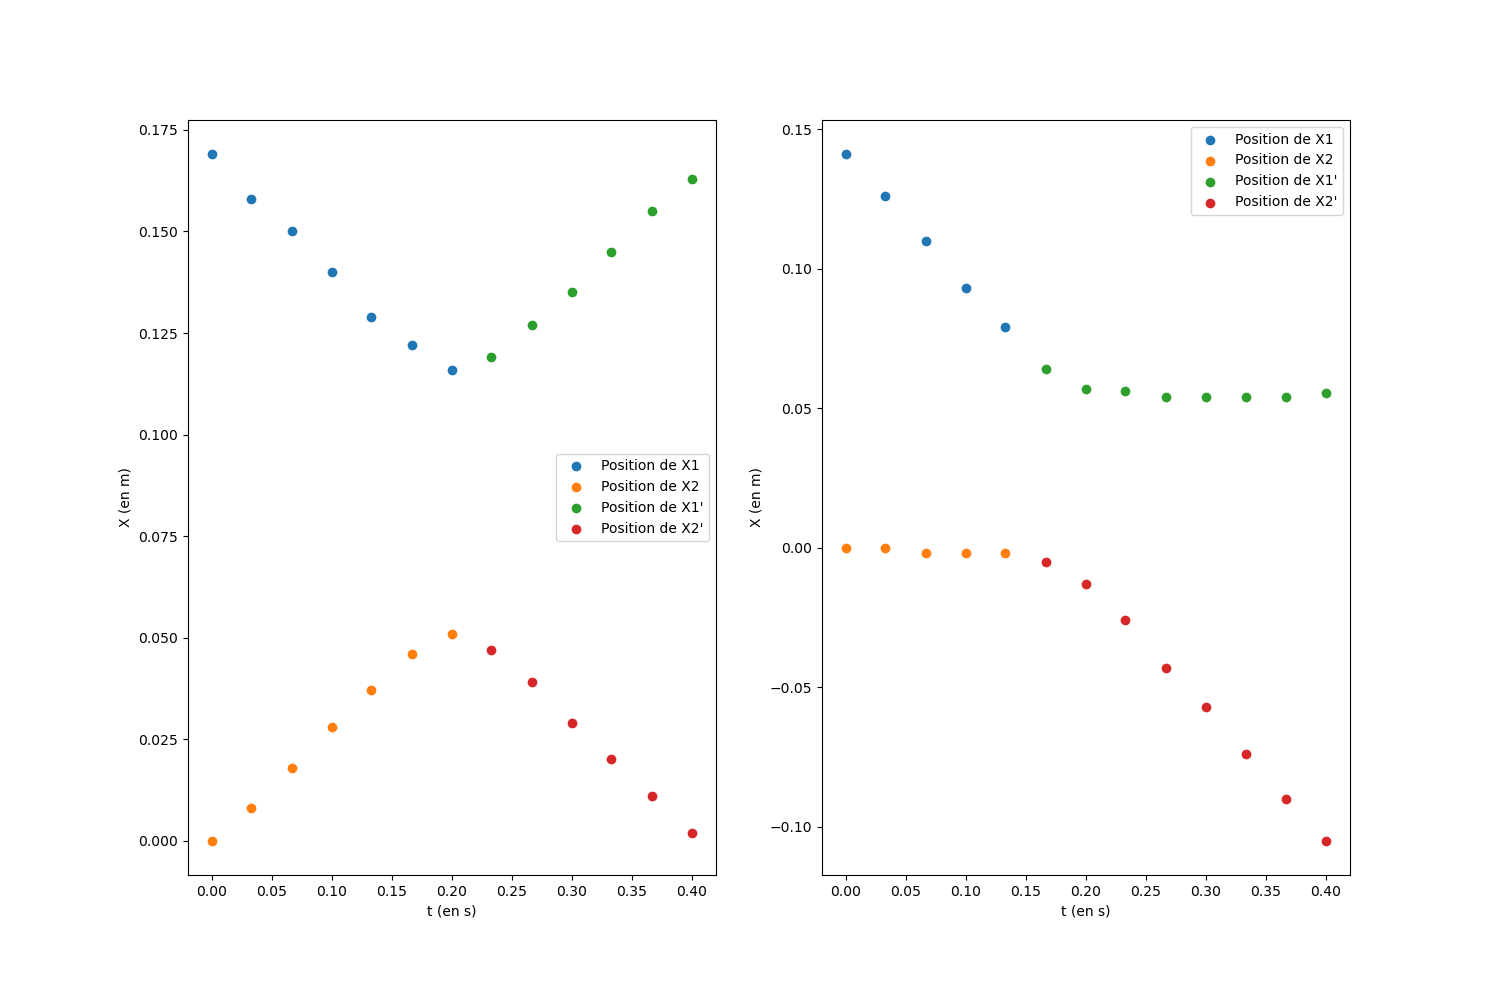 0.175
0.150
0.125
0.100
0.075
0.050
0.025
0.000
X (en m)
0.00 0.05 0.10 0.15 0.20 0.25 0.30 0.35 0.40
t (en s)
Position de X1
Position de X2
Position de X1'
Position de X2'
0.15
0.10
0.05
0.00
−0.05
−0.10
X (en m)
0.00 0.05 0.10 0.15 0.20 0.25 0.30 0.35 0.40
t (en s)
Position de X1
Position de X2
Position de X1'
Position de X2'